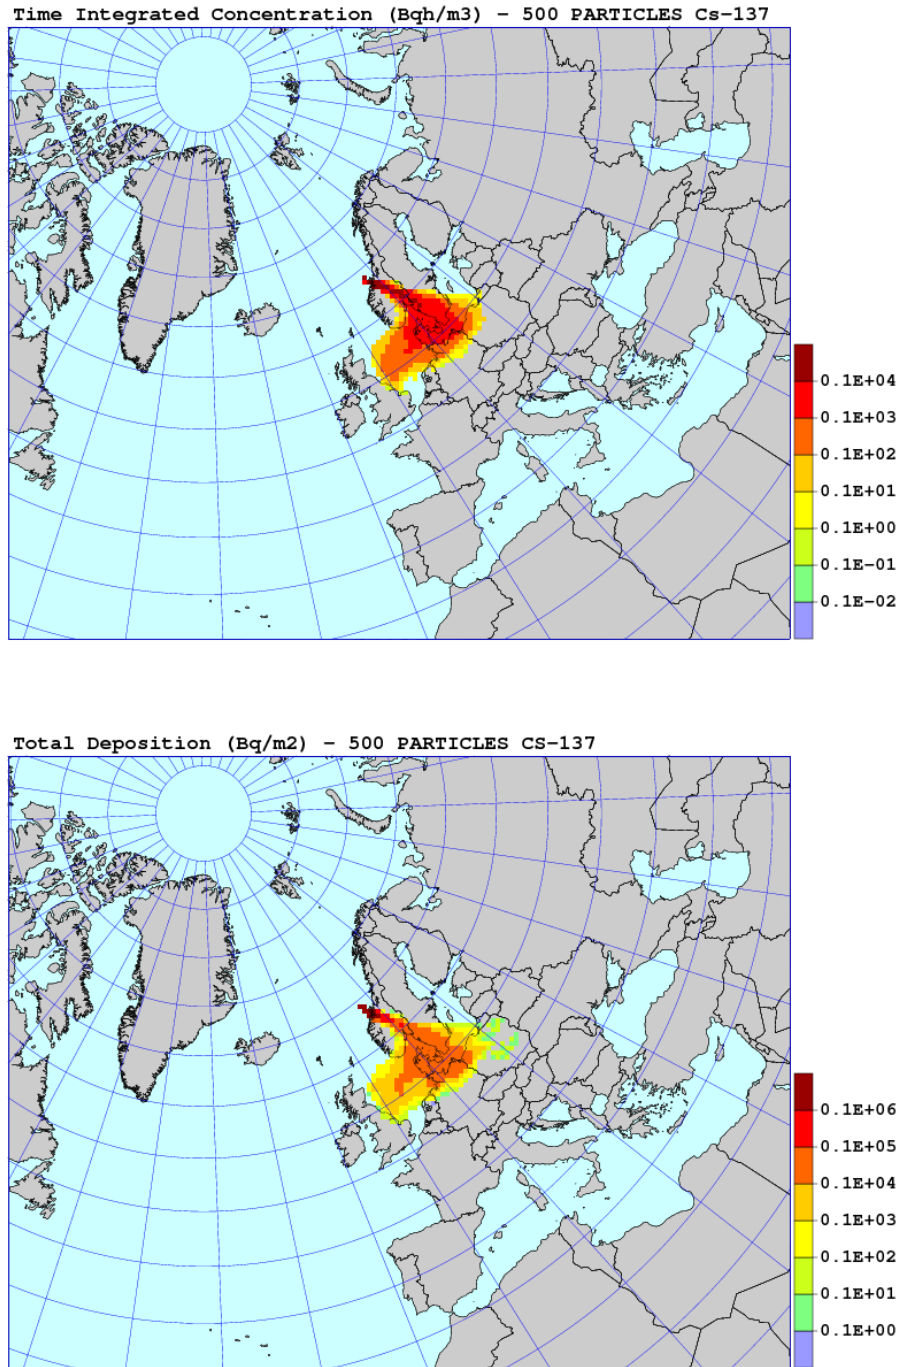 Time Integrated Concentration (Bqh/m3) – 500 PARTICLES Cs–137
0.1E+04
0.1E+03
0.1E+02
0.1E+01
0.1E+00
0.1E–01
0.1E–02
Total Deposition (Bq/m2) – 500 PARTICLES CS–137
0.1E+06
0.1E+05
0.1E+04
0.1E+03
0.1E+02
0.1E+01
0.1E+00